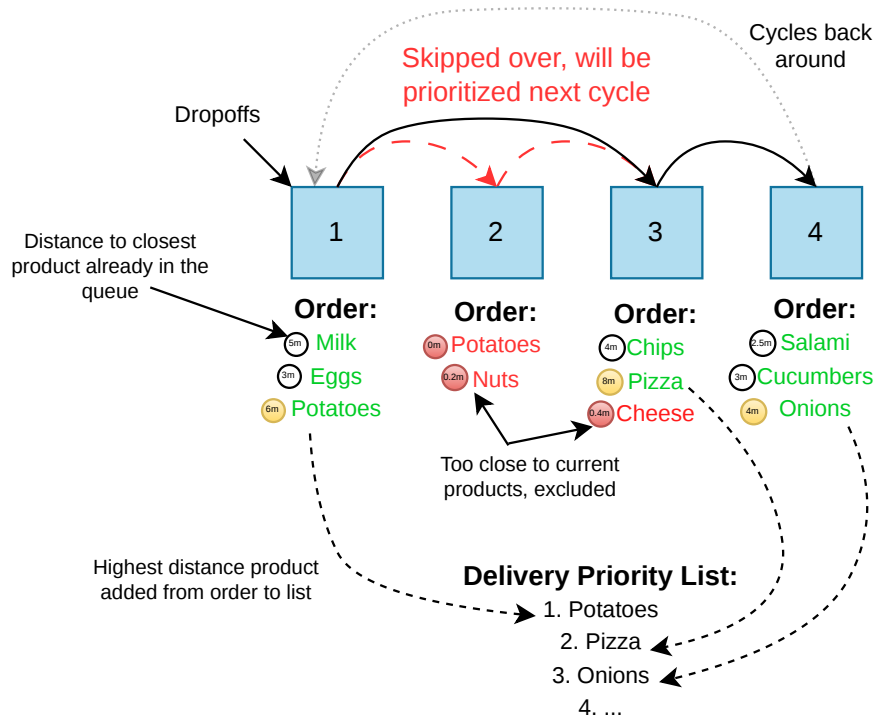 Cycles back
around
Skipped over, will be
prioritized next cycle
Dropoffs
1
2
3
4
Distance to closest
product already in the
queue
Order:
5m Milk
3m Eggs
6m Potatoes
Order:
0m Potatoes
0.2m Nuts
Order:
4m Chips
8m Pizza
0.4m Cheese
Order:
2.5m Salami
3m Cucumbers
4m Onions
Too close to current
products, excluded
Highest distance product
added from order to list
Delivery Priority List:
1. Potatoes
2. Pizza
3. Onions
4. ...